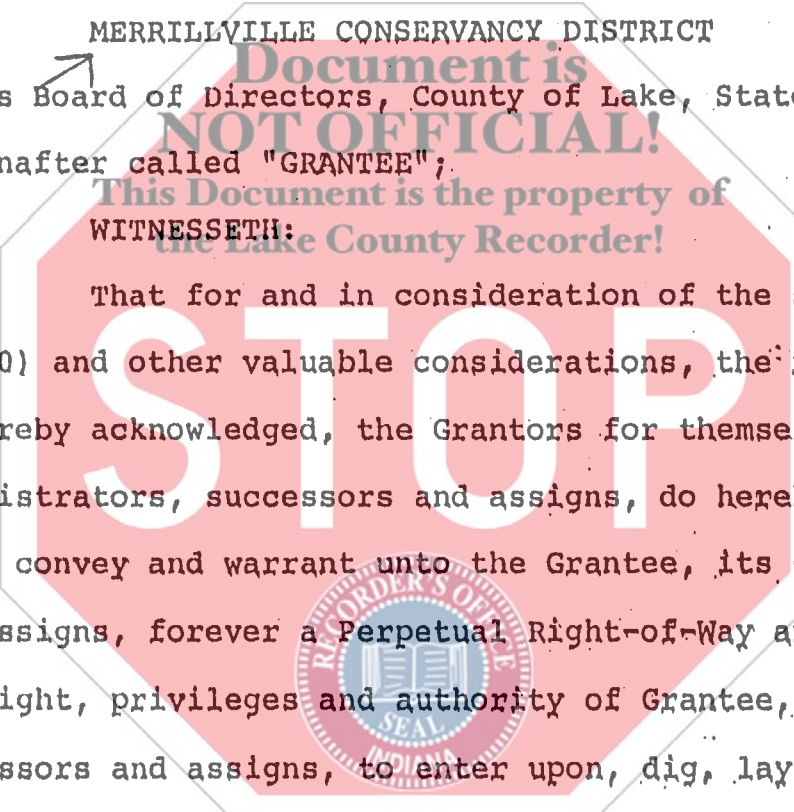 MERRILLVILLE CONSERVANCY DISTRICT
Document is
s Board of Directors, County of Lake, State
NOT OFFICIAL!
nafter called "GRANTEE";
This Document is the property of
WITNESSETH:
the Lake County Recorder!
That for and in consideration of the
0) and other valuable considerations, the
reby acknowledged, the Grantors for themse
istrators, successors and assigns, do here
convey and warrant unto the Grantee, its
ssigns, forever a Perpetual Right-of-Way a
ight, privileges and authority of Grantee,
ssors and assigns, to enter upon, dig, lay
STOP
RECORDER'S OFFICE
SEAL
INDIANA